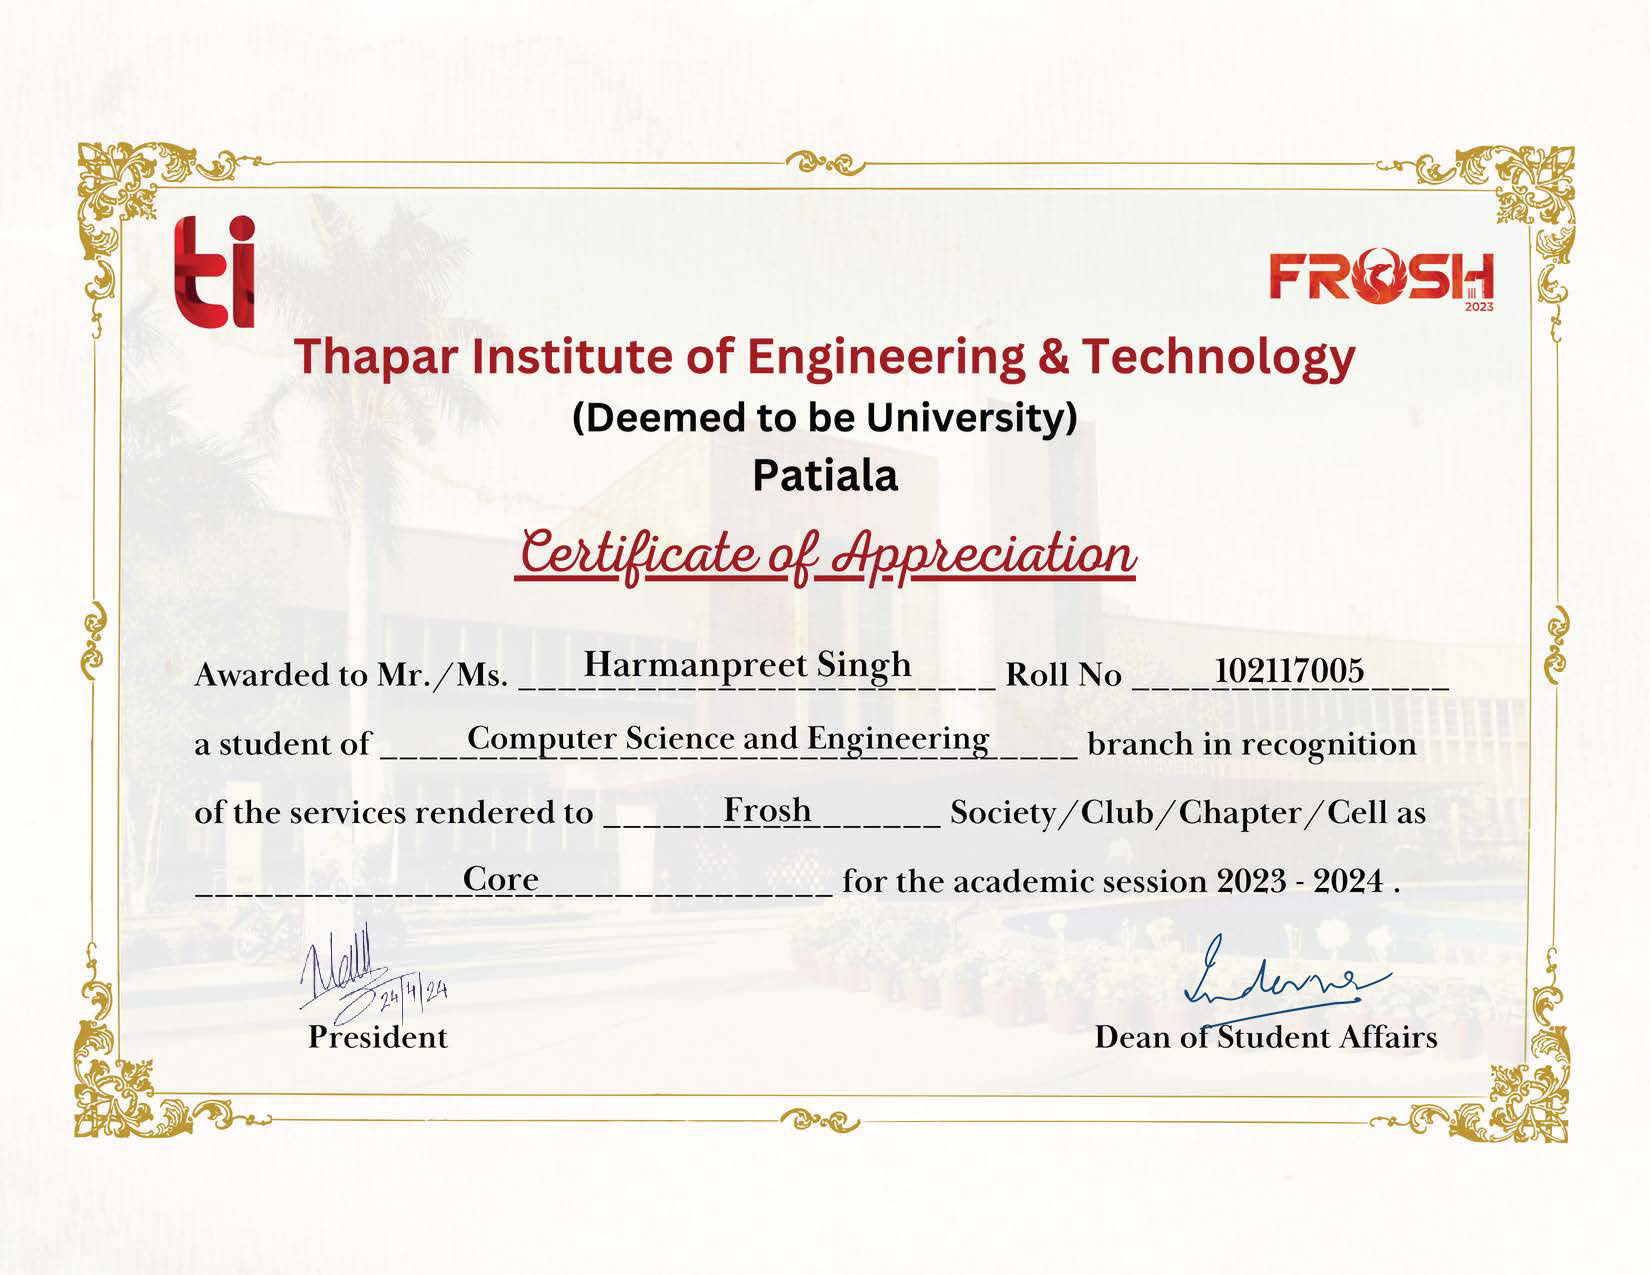 ti
FROSH
III
2023
Thapar Institute of Engineering & Technology
(Deemed to be University)
Patiala
Certificate of Appreciation
Awarded to Mr./Ms. Harmanpreet Singh Roll No 102117005
a student of Computer Science and Engineering branch in recognition
of the services rendered to Frosh Society/Club/Chapter/Cell as
Core for the academic session 2023 - 2024 .
24/4/24
President
Dean of Student Affairs